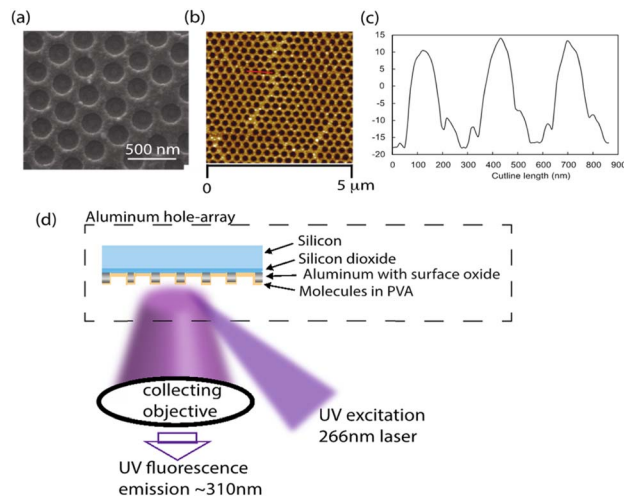 (a)
500 nm
(b)
0
5 μm
(c)
15
10
5
0
-5
-10
-15
-20
0 100 200 300 400 500 600 700 800 900
Cutline length (nm)
(d)
Aluminum hole-array
Silicon
Silicon dioxide
Aluminum with surface oxide
Molecules in PVA
collecting
objective
UV excitation
266nm laser
UV fluorescence
emission ~310nm